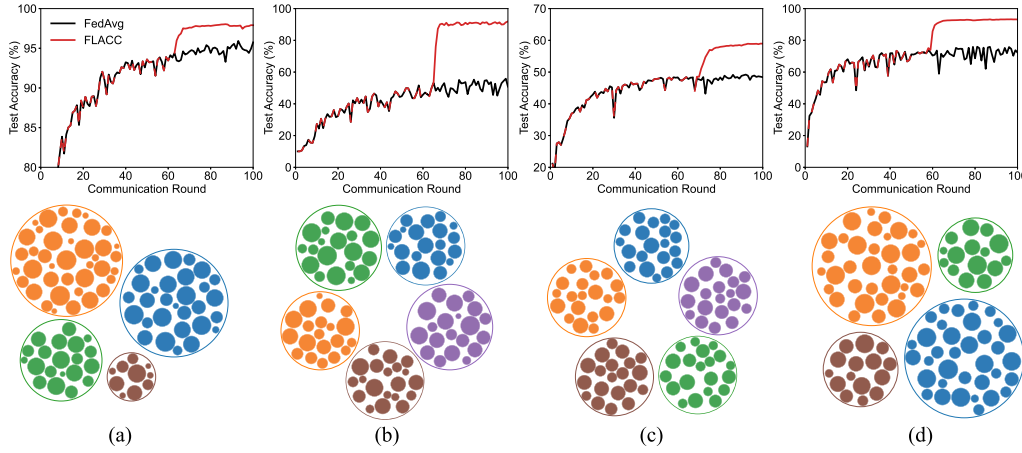 100
95
90
85
80
Test Accuracy (%)
FedAvg
FLACC
0 20 40 60 80 100
Communication Round
100
80
60
40
20
0
Test Accuracy (%)
0 20 40 60 80 100
Communication Round
70
60
50
40
30
20
Test Accuracy (%)
0 20 40 60 80 100
Communication Round
100
80
60
40
20
0
Test Accuracy (%)
0 20 40 60 80 100
Communication Round
(a) (b) (c) (d)